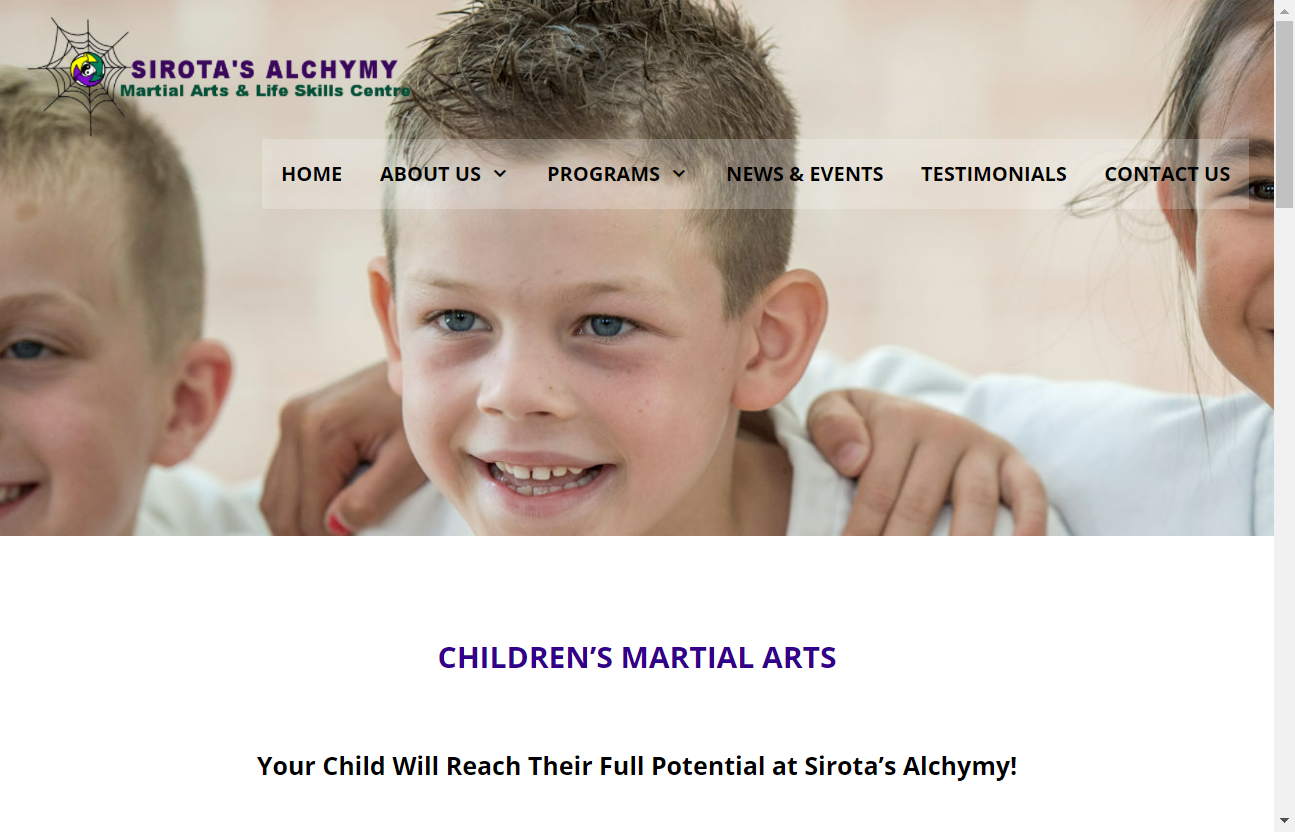 SIROTA'S ALCHYMY
Martial Arts & Life Skills Centre
HOME ABOUT US PROGRAMS NEWS & EVENTS TESTIMONIALS CONTACT US
CHILDREN’S MARTIAL ARTS
Your Child Will Reach Their Full Potential at Sirota’s Alchymy!